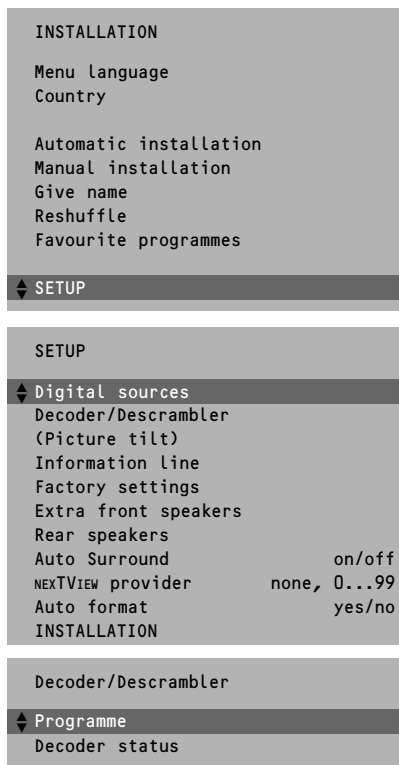 INSTALLATION
Menu language
Country
Automatic installation
Manual installation
Give name
Reshuffle
Favourite programmes
SETUP
SETUP
Digital sources
Decoder/Descrambler
(Picture tilt)
Information line
Factory settings
Extra front speakers
Rear speakers
Auto Surround on/off
NEXTVIEW provider none, 0...99
Auto format yes/no
INSTALLATION
Decoder/Descrambler
Programme
Decoder status